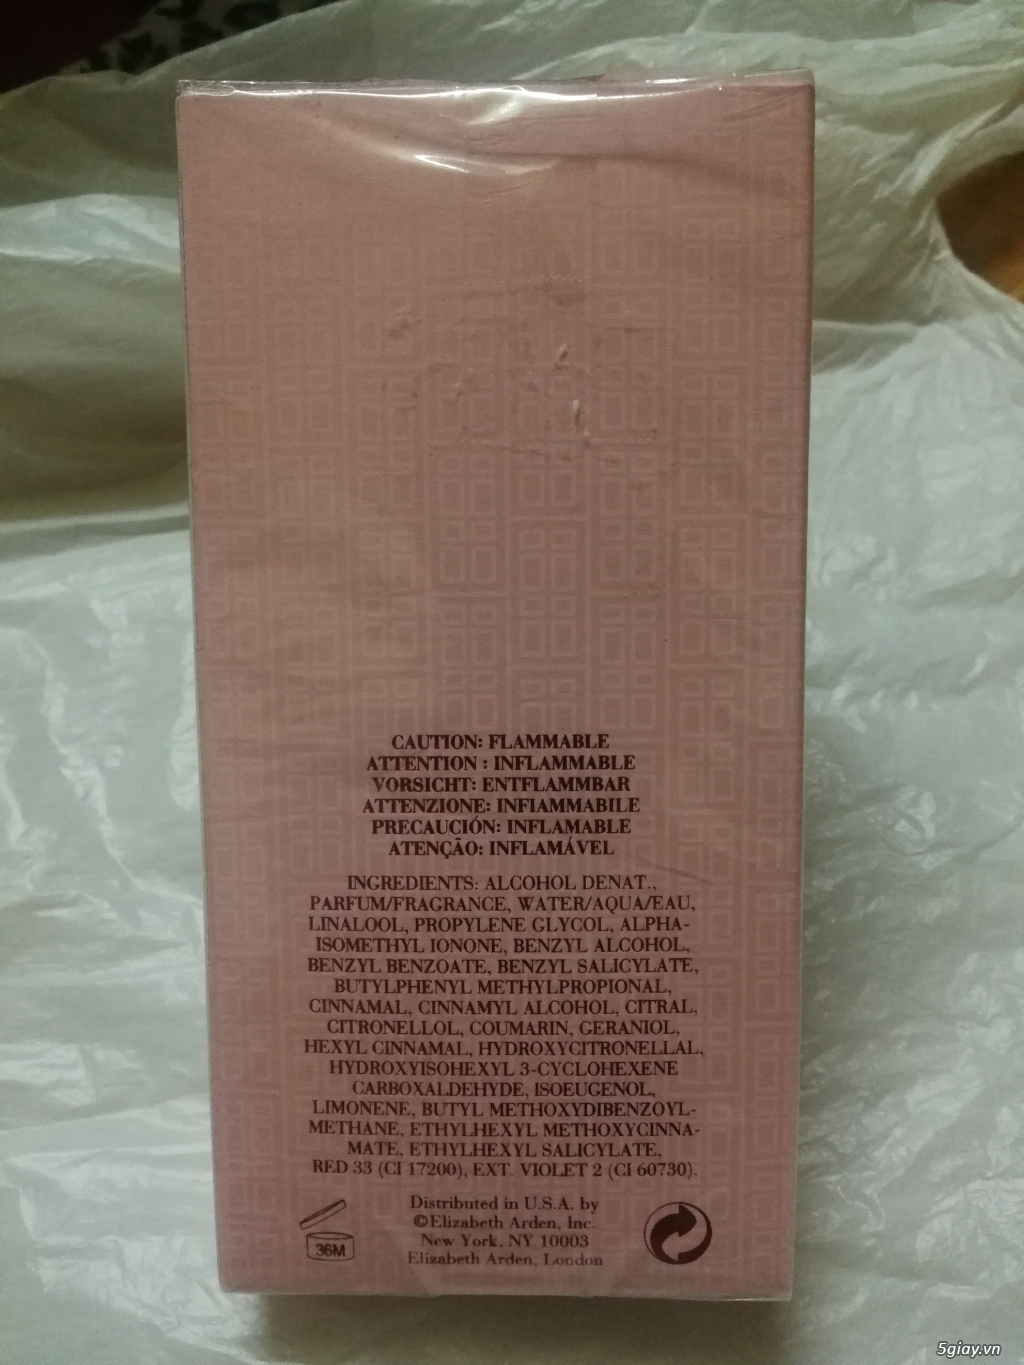 CAUTION: FLAMMABLE
ATTENTION : INFLAMMABLE
VORSICHT: ENTFLAMMBAR
ATTENZIONE: INFIAMMABILE
PRECAUCIÓN: INFLAMABLE
ATENÇÃO: INFLAMÁVEL
INGREDIENTS: ALCOHOL DENAT.,
PARFUM/FRAGRANCE, WATER/AQUA/EAU,
LINALOOL, PROPYLENE GLYCOL, ALPHA-
ISOMETHYL IONONE, BENZYL ALCOHOL,
BENZYL BENZOATE, BENZYL SALICYLATE,
BUTYLPHENYL METHYLPROPIONAL,
CINNAMAL, CINNAMYL ALCOHOL, CITRAL,
CITRONELLOL, COUMARIN, GERANIOL,
HEXYL CINNAMAL, HYDROXYCITRONELLAL,
HYDROXYISOHEXYL 3-CYCLOHEXENE
CARBOXALDEHYDE, ISOEUGENOL,
LIMONENE, BUTYL METHOXYDIBENZOYL-
METHANE, ETHYLHEXYL METHOXYCINNA-
MATE, ETHYLHEXYL SALICYLATE,
RED 33 (CI 17200), EXT. VIOLET 2 (CI 60730).
Distributed in U.S.A. by
©Elizabeth Arden, Inc.
New York, NY 10003
Elizabeth Arden, London
36M
5giay.vn